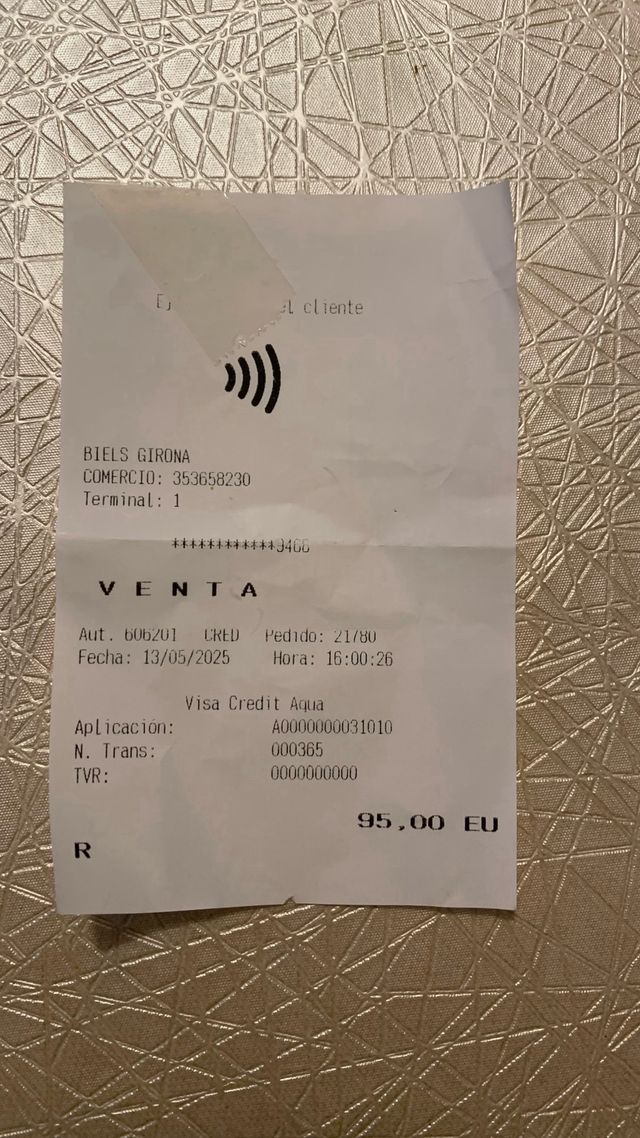 el cliente
BIELS GIRONA
COMERCIO: 353658230
Terminal: 1
VENTA
Aut. 606201 CRED Pedido: 21780
Fecha: 13/05/2025 Hora: 16:00:26
Visa Credit Aqua
Aplicación: A0000000031010
N. Trans: 000365
TVR: 0000000000
95,00 EU
R